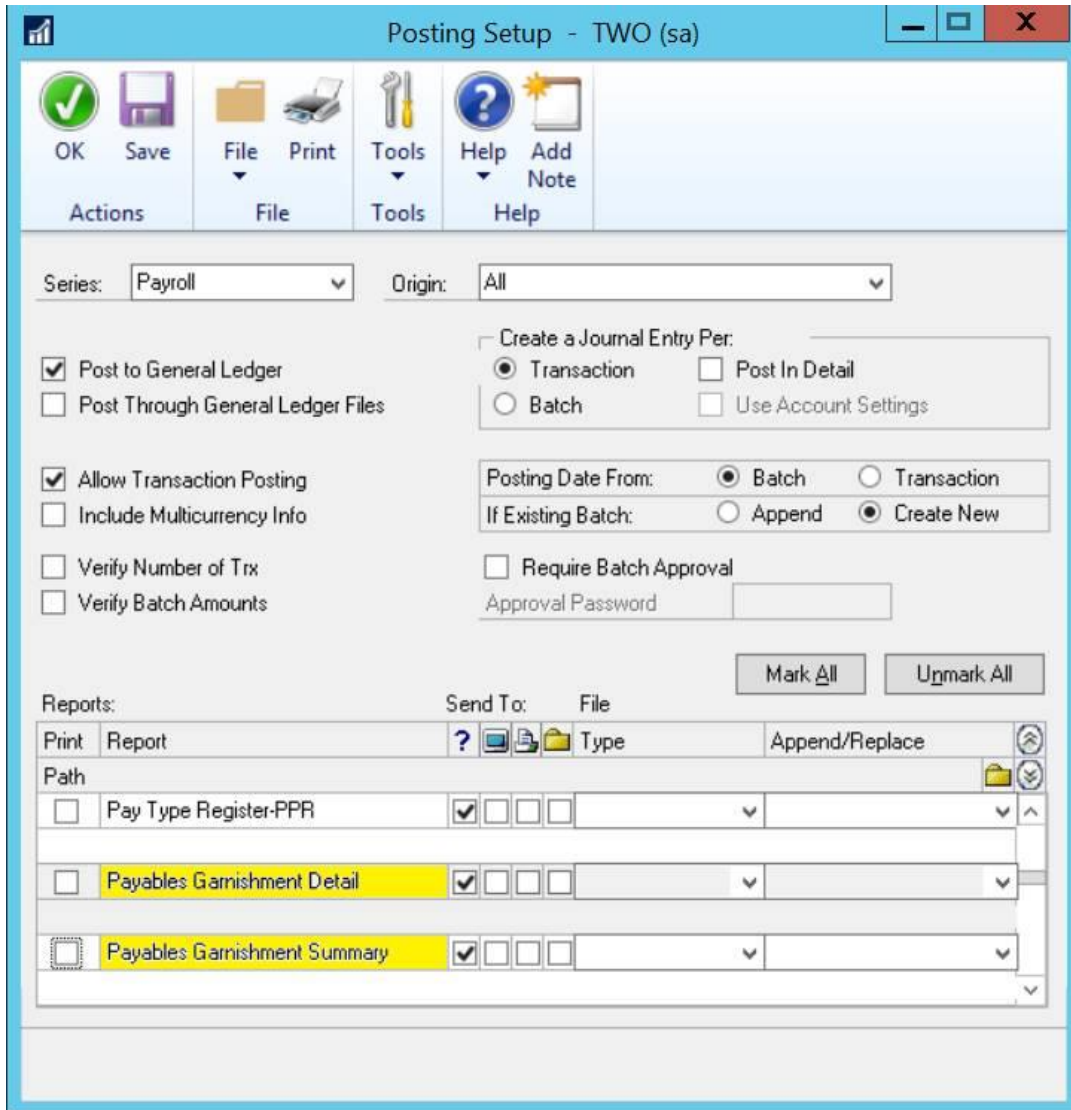 Posting Setup - TWO (sa)
OK Save File Print Tools Help Add Note
Actions File Tools Help
Series: Payroll Origin: All
Create a Journal Entry Per:
Post to General Ledger Transaction Post In Detail
Post Through General Ledger Files Batch Use Account Settings
Allow Transaction Posting Posting Date From: Batch Transaction
Include Multicurrency Info If Existing Batch: Append Create New
Verify Number of Trx Require Batch Approval
Verify Batch Amounts Approval Password
Mark All Unmark All
Reports: Send To: File
Print Report ? Type Append/Replace
Path
Pay Type Register-PPR
Payables Garnishment Detail
Payables Garnishment Summary